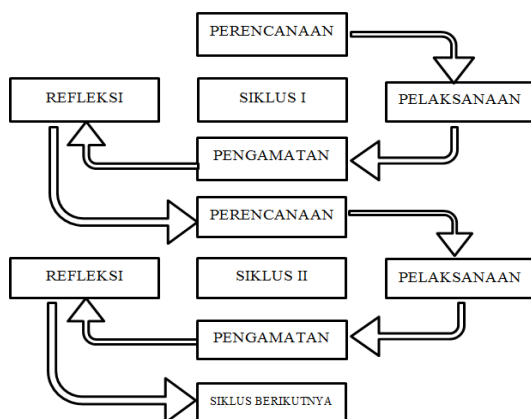 PERENCANAAN
REFLEKSI
SIKLUS I
PELAKSANAAN
PENGAMATAN
PERENCANAAN
REFLEKSI
SIKLUS II
PELAKSANAAN
PENGAMATAN
SIKLUS BERIKUTNYA